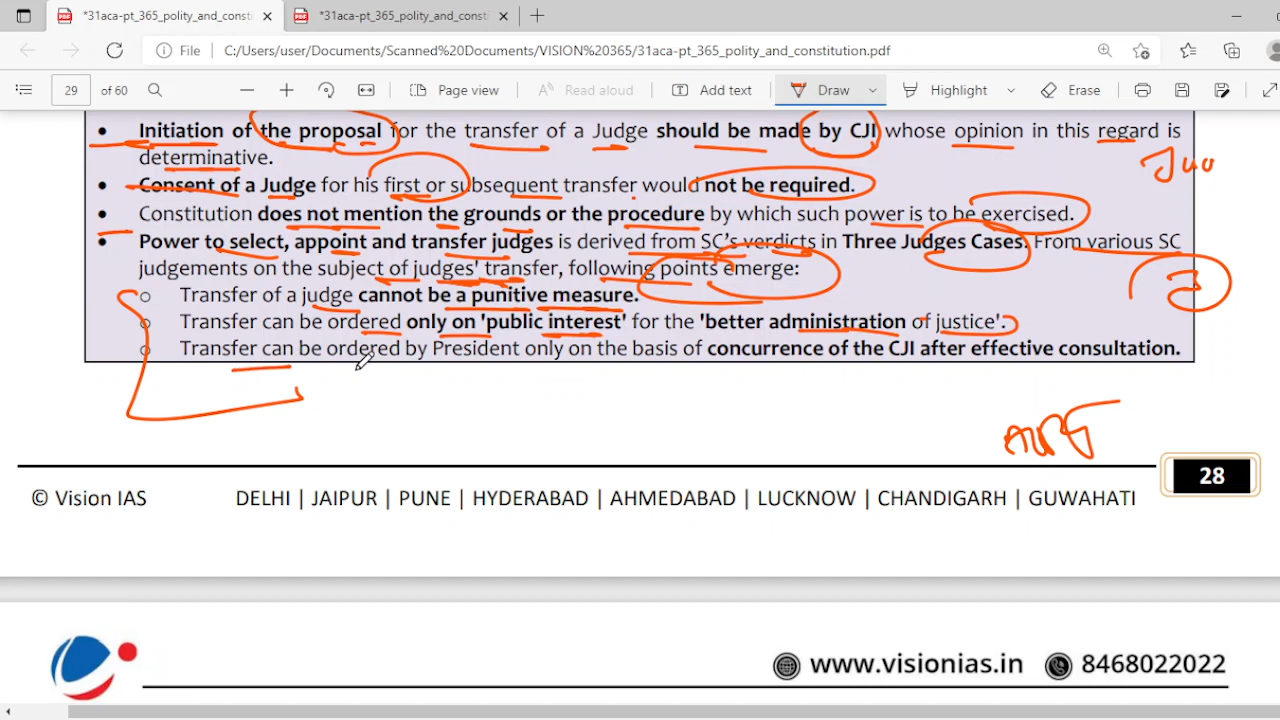 *31aca-pt_365_polity_and_consti
*31aca-pt_365_polity_and_consti
File
C:/Users/user/Documents/Scanned%20Documents/VISION%20365/31aca-pt_365_polity_and_constitution.pdf
29 of 60
Page view
Read aloud
Add text
Draw
Highlight
Erase
• Initiation of the proposal for the transfer of a Judge should be made by CJI whose opinion in this regard is
determinative.
• Consent of a Judge for his first or subsequent transfer would not be required.
• Constitution does not mention the grounds or the procedure by which such power is to be exercised.
• Power to select, appoint and transfer judges is derived from SC's verdicts in Three Judges Cases. From various SC
judgements on the subject of judges' transfer, following points emerge:
o Transfer of a judge cannot be a punitive measure.
o Transfer can be ordered only on 'public interest' for the 'better administration of justice'.
o Transfer can be ordered by President only on the basis of concurrence of the CJI after effective consultation.
3
28
© Vision IAS
DELHI | JAIPUR | PUNE | HYDERABAD | AHMEDABAD | LUCKNOW | CHANDIGARH | GUWAHATI
www.visionias.in
8468022022